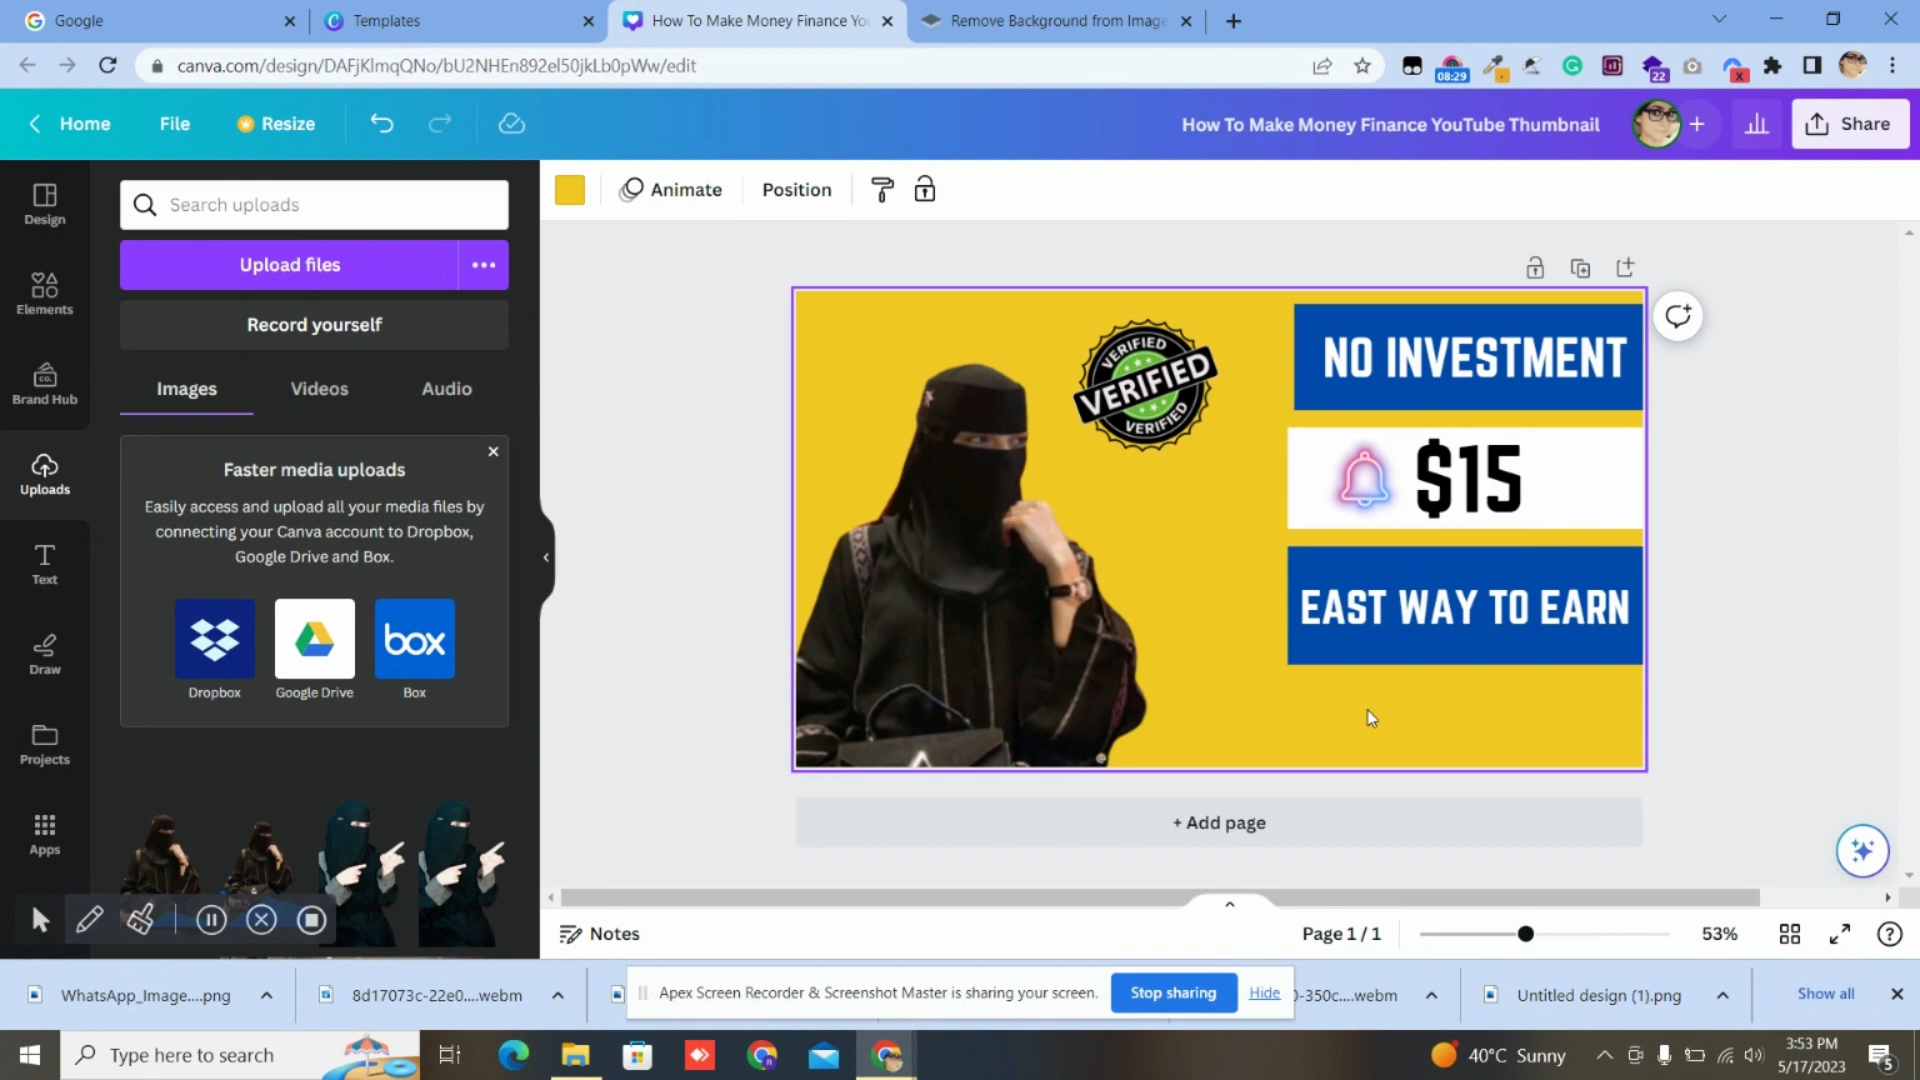 Google
Templates
How To Make Money Finance You
Remove Background from Image
canva.com/design/DAFjKlmqQNo/bU2NHEn892el50jkLb0pWw/edit
08:29
22
X
Home
File
Resize
How To Make Money Finance YouTube Thumbnail
Share
Design
Elements
CO.
Brand Hub
Uploads
Text
Draw
Projects
Apps
Search uploads
Upload files
Record yourself
Images
Videos
Audio
Faster media uploads
Easily access and upload all your media files by
connecting your Canva account to Dropbox,
Google Drive and Box.
box
Dropbox
Google Drive
Box
Animate
Position
VERIFIED
VERIFIED
VERIFIED
NO INVESTMENT
$15
EAST WAY TO EARN
+ Add page
Notes
Page 1 / 1
53%
WhatsApp_Image....png
8d17073c-22e0....webm
Apex Screen Recorder & Screenshot Master is sharing your screen.
Stop sharing
Hide
0-350c....webm
Untitled design (1).png
Show all
Type here to search
40°C Sunny
3:53 PM
5/17/2023
5